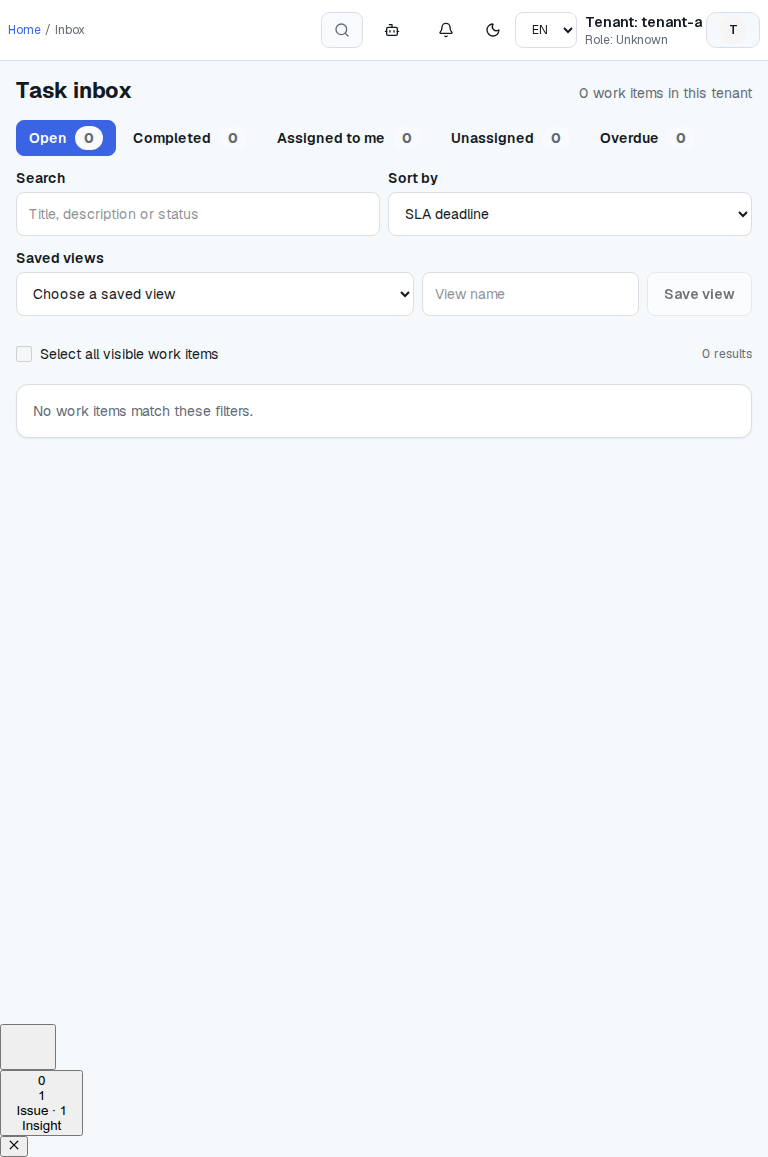 Home / Inbox
EN
Tenant: tenant-a
Role: Unknown
T
Task inbox
0 work items in this tenant
Open 0
Completed 0
Assigned to me 0
Unassigned 0
Overdue 0
Search
Sort by
Title, description or status
SLA deadline
Saved views
Choose a saved view
View name
Save view
Select all visible work items
0 results
No work items match these filters.
0
1
Issue · 1
Insight